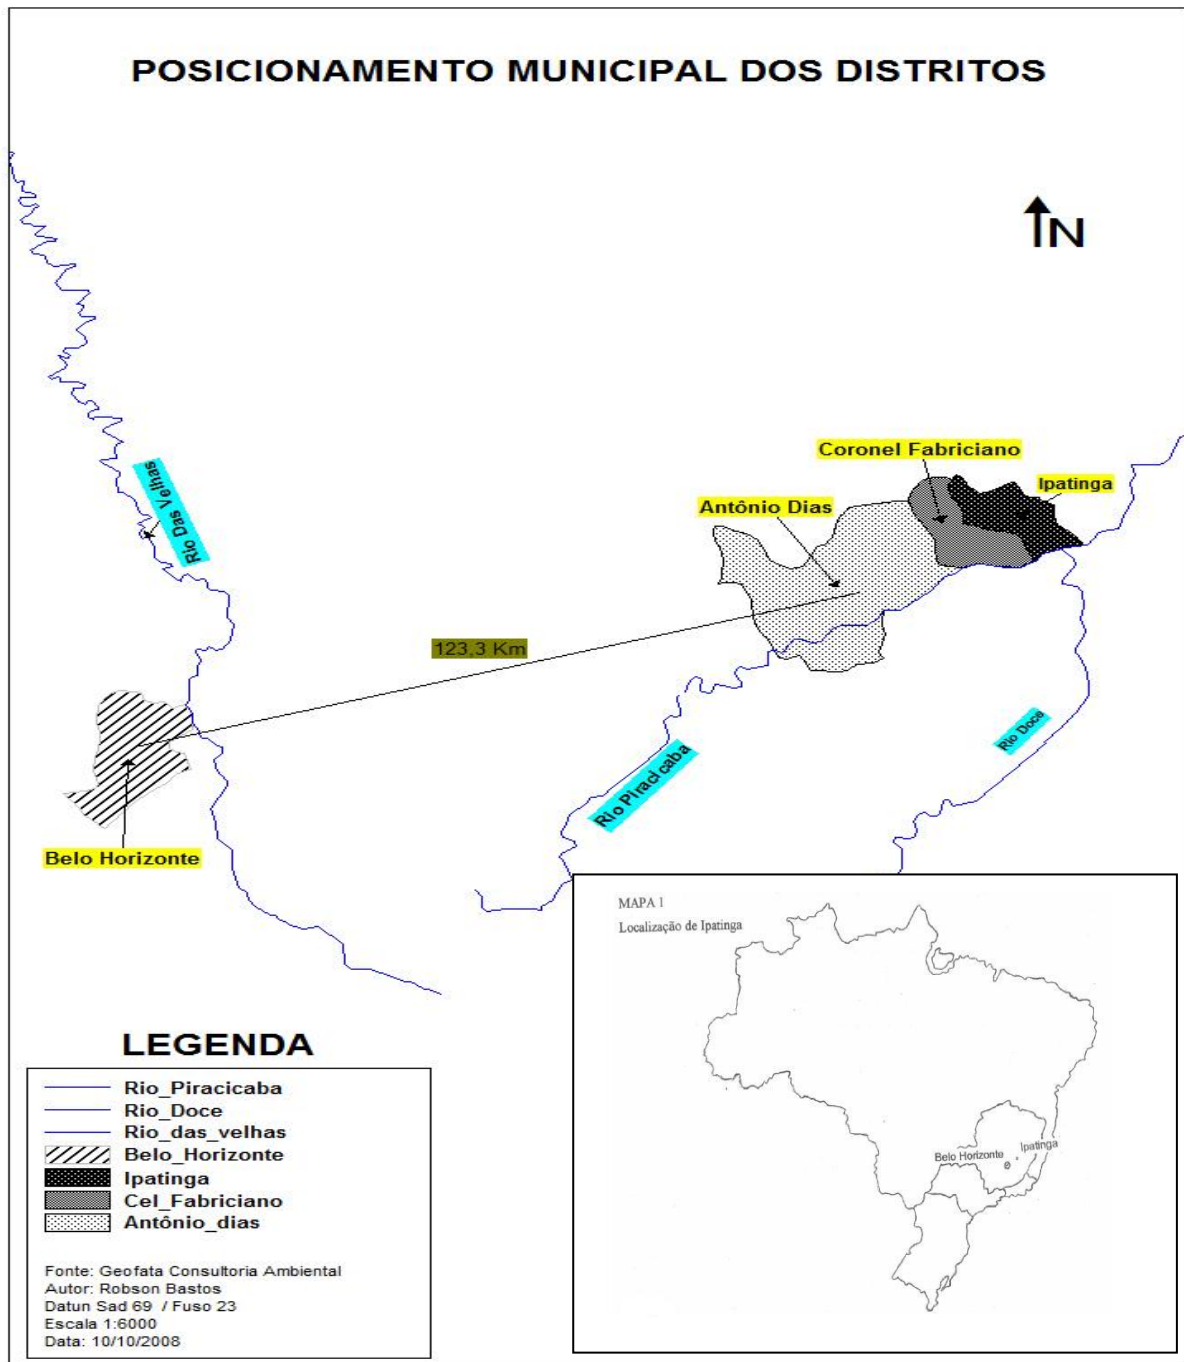 POSICIONAMENTO MUNICIPAL DOS DISTRITOS
N
Coronel Fabriciano
Ipatinga
Antônio Dias
Rio Das Velhas
123,3 Km
Rio Doce
Rio Piracicaba
Belo Horizonte
MAPA 1
Localização de Ipatinga
Ipatinga
Belo Horizonte
LEGENDA
Rio_Piracicaba
Rio_Doce
Rio_das_velhas
Belo_Horizonte
Ipatinga
Cel_Fabriciano
Antônio_dias
Fonte: Geofata Consultoria Ambiental
Autor: Robson Bastos
Datun Sad 69 / Fuso 23
Escala 1:6000
Data: 10/10/2008